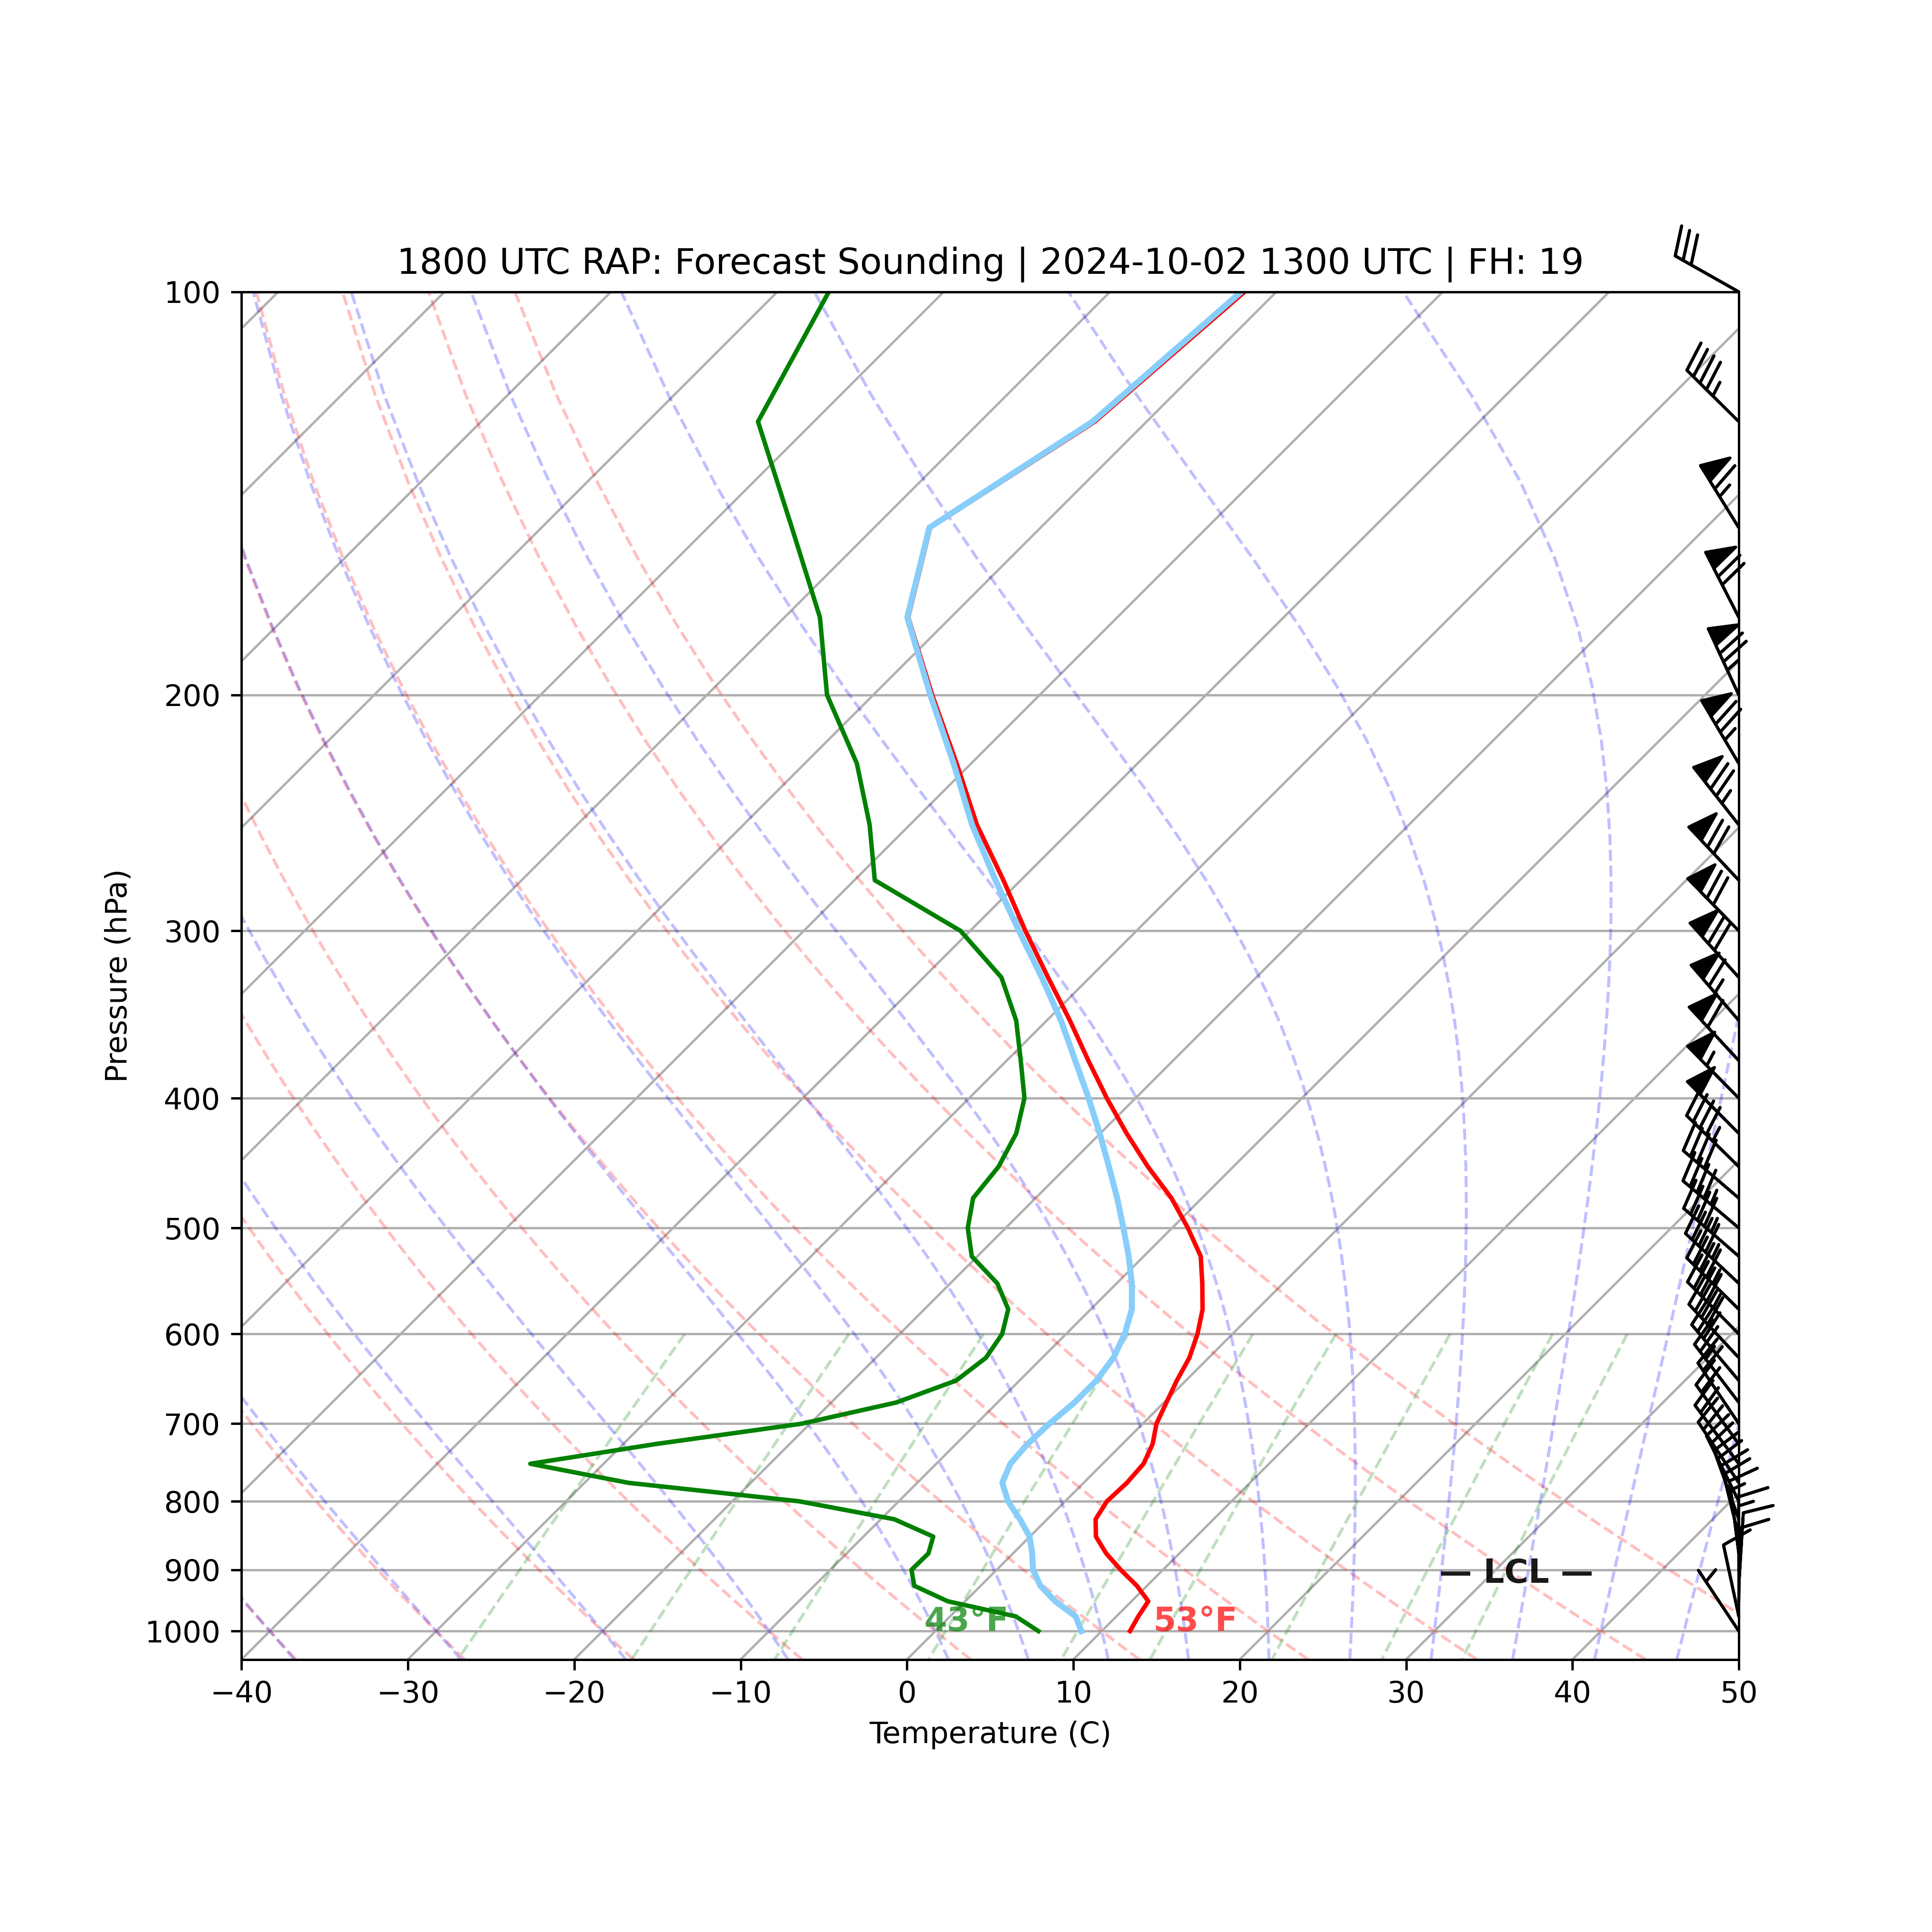 1800 UTC RAP: Forecast Sounding | 2024-10-02 1300 UTC | FH: 19
100
200
300
400
500
600
700
800
900
1000
Pressure (hPa)
— LCL —
43°F
53°F
−40 −30 −20 −10 0 10 20 30 40 50
Temperature (C)